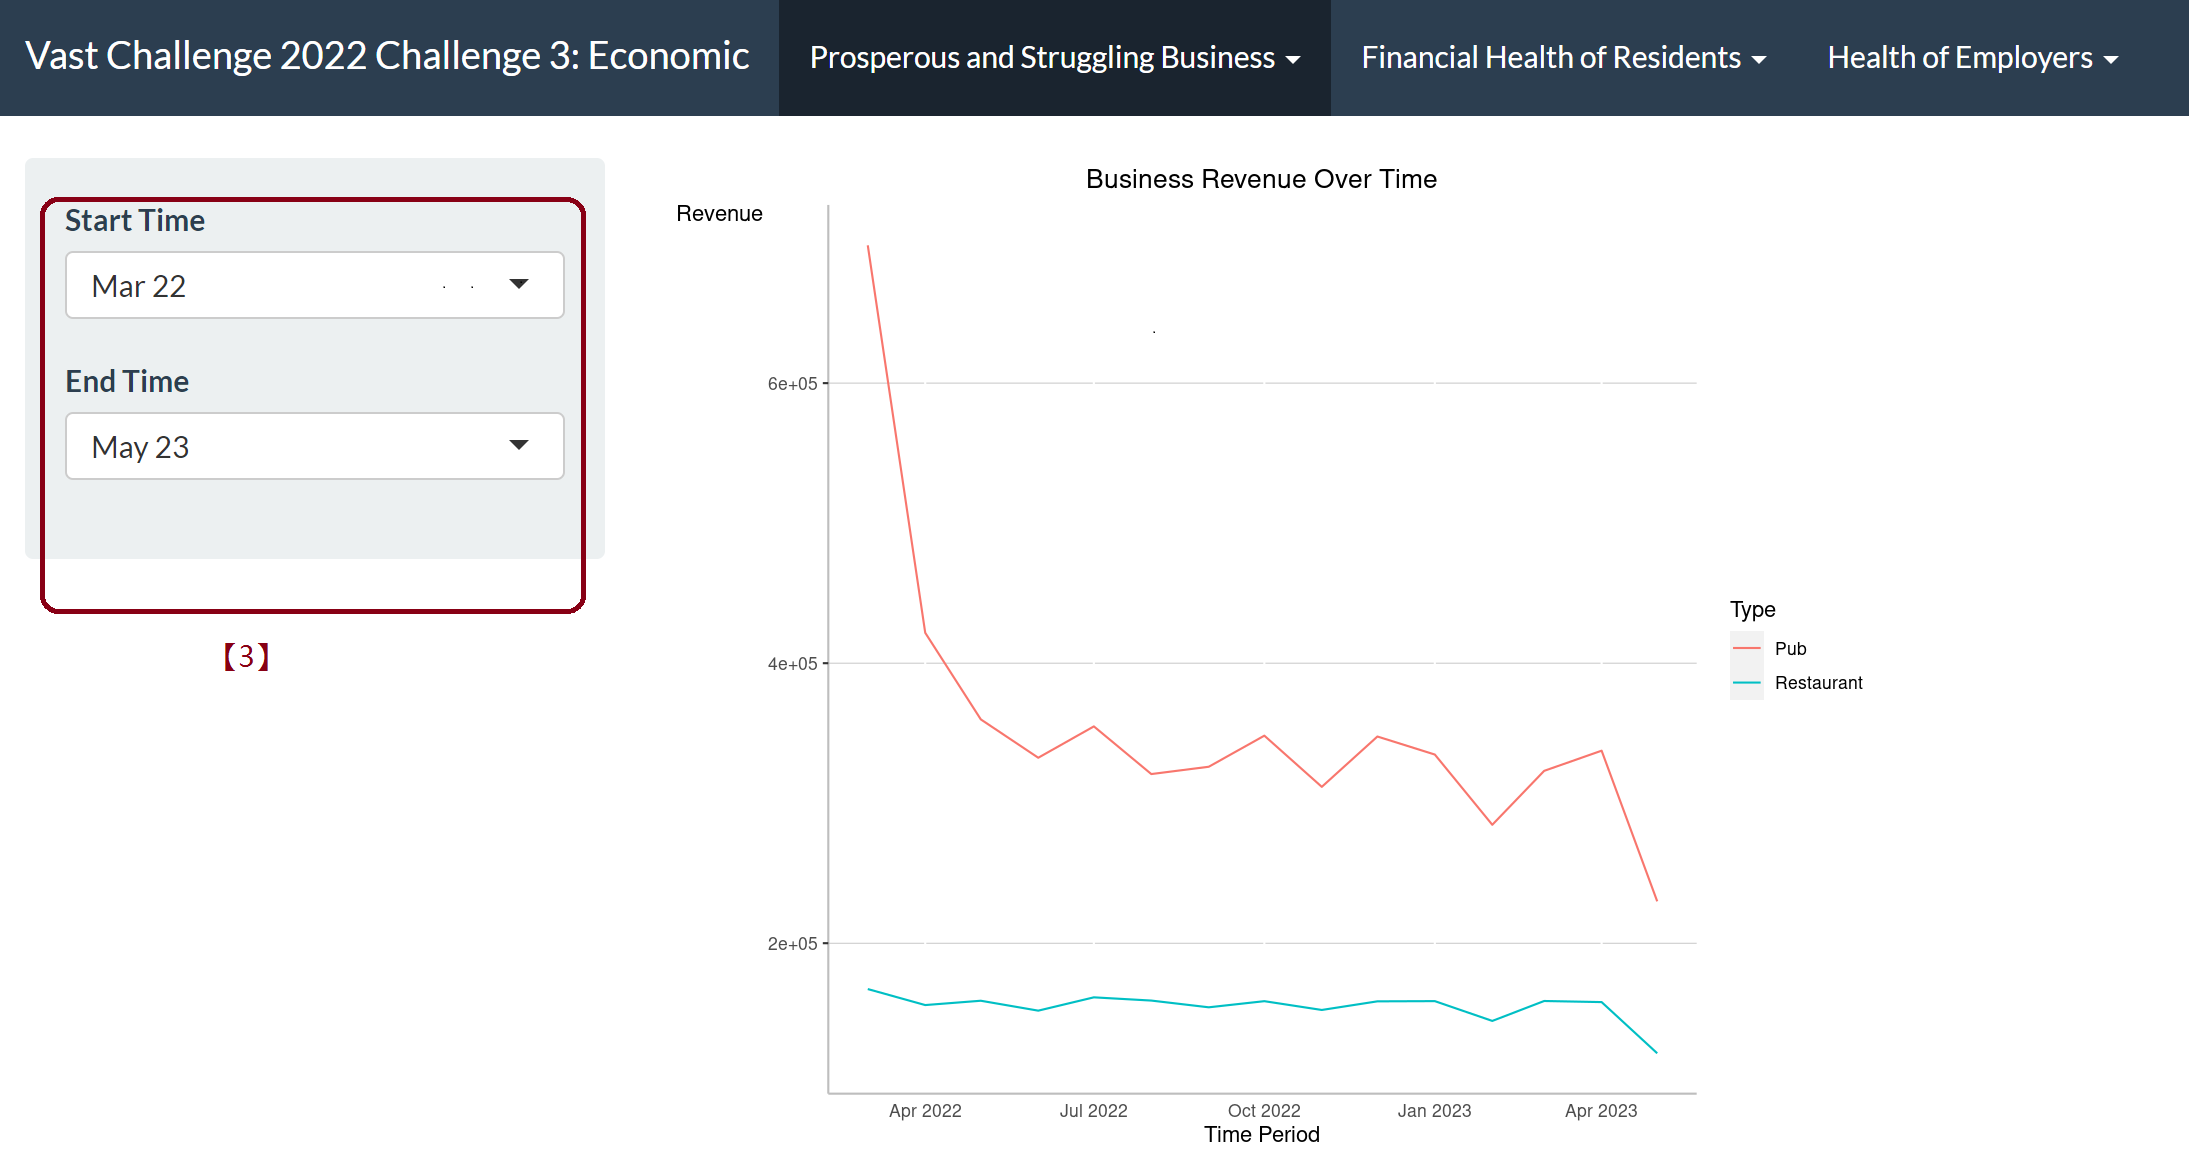 Vast Challenge 2022 Challenge 3: Economic
Prosperous and Struggling Business
Financial Health of Residents
Health of Employers
Start Time
Mar 22
End Time
May 23
【3】
Business Revenue Over Time
Revenue
6e+05
4e+05
2e+05
Apr 2022
Jul 2022
Oct 2022
Jan 2023
Apr 2023
Time Period
Type
Pub
Restaurant